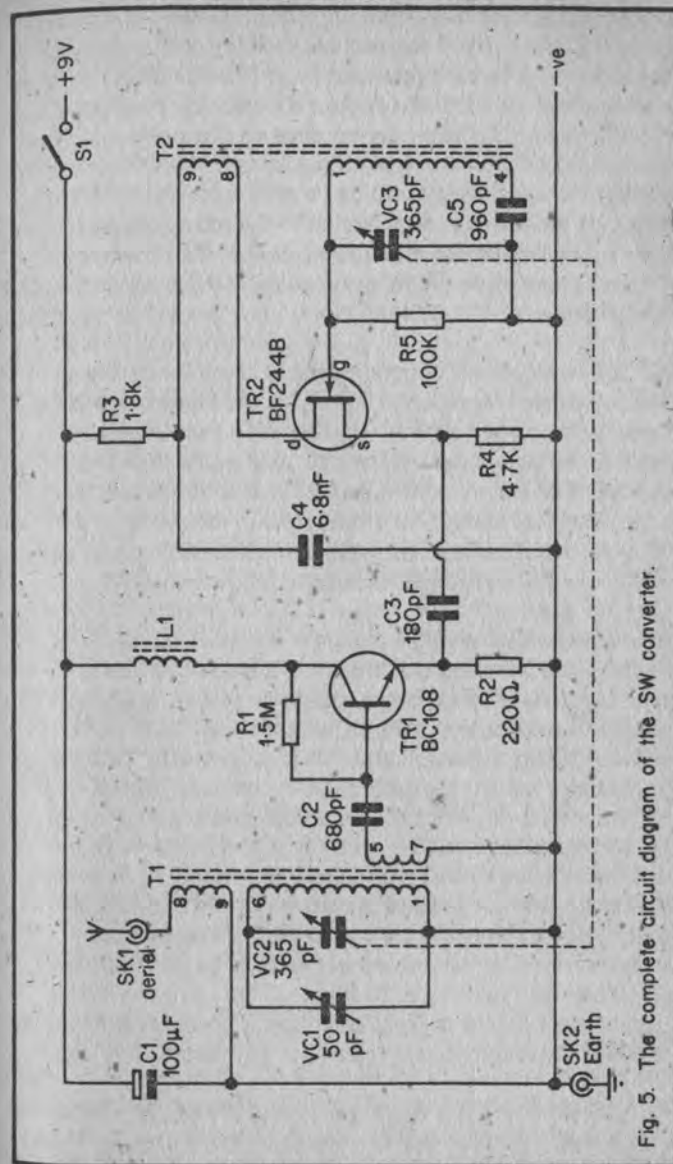 S1
+9V
R3
1·8K
T2
9
8
1
4
VC3
365pF
C5
960pF
TR2
BF244B
d
g
s
R5
100K
R4
4·7K
-ve
C4
6·8nF
C3
180pF
L1
R1
1·5M
TR1
BC108
R2
220Ω
C2
680pF
5
7
T1
8
9
6
1
SK1
aeriel
VC2
365
pF
VC1
50
pF
C1
100µF
SK2
Earth
Fig. 5. The complete circuit diagram of the SW converter.